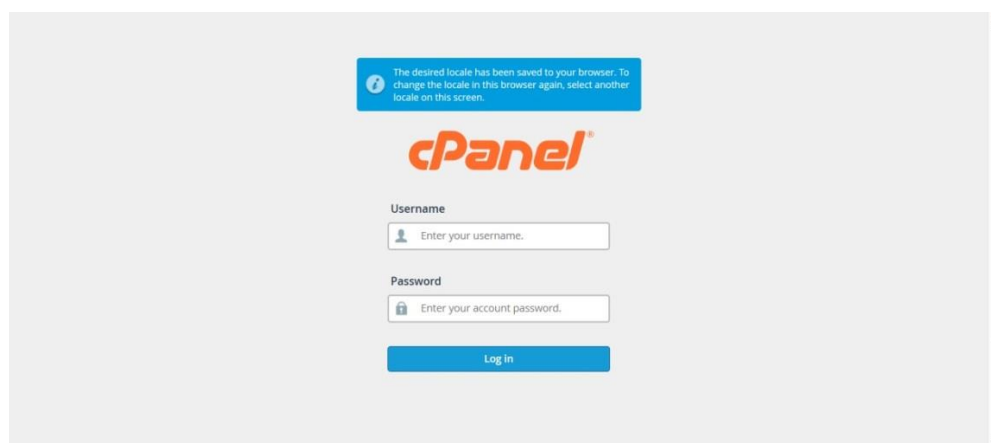 The desired locale has been saved to your browser. To
change the locale in this browser again, select another
locale on this screen.
cPanel®
Username
Enter your username.
Password
Enter your account password.
Log in